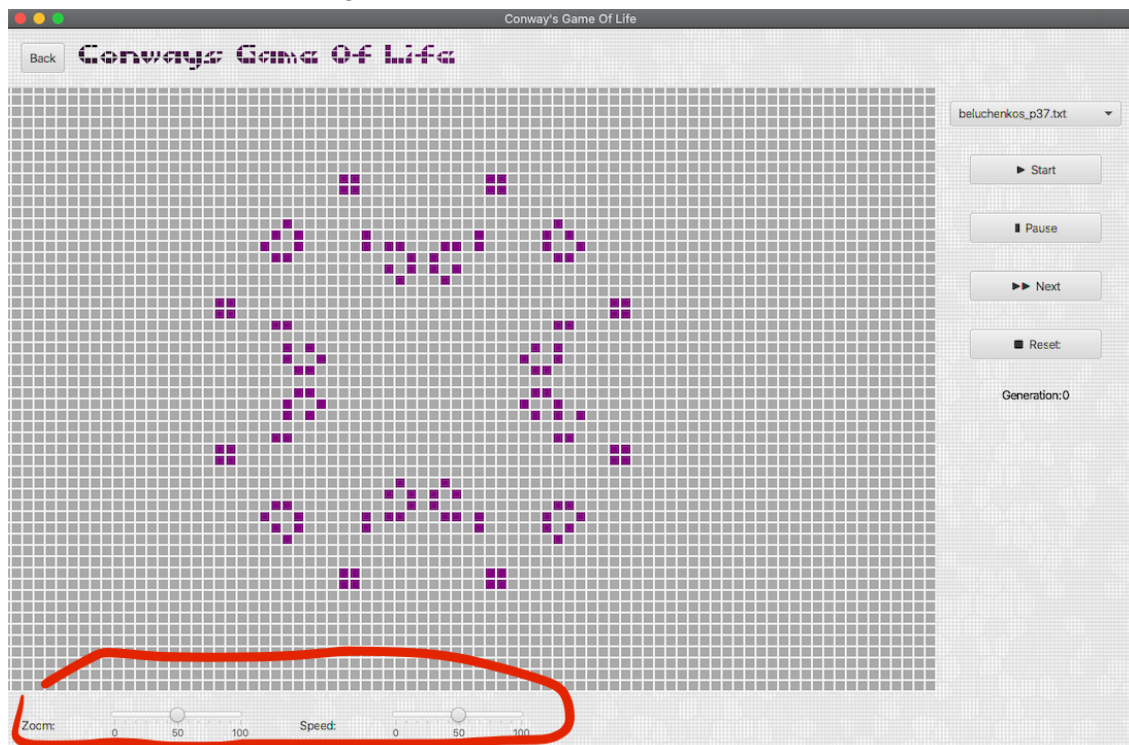 Conway's Game Of Life
Back
Conways Game Of Life
beluchenkos_p37.txt
Start
Pause
Next
Reset
Generation:0
Zoom:
0 50 100
Speed:
0 50 100